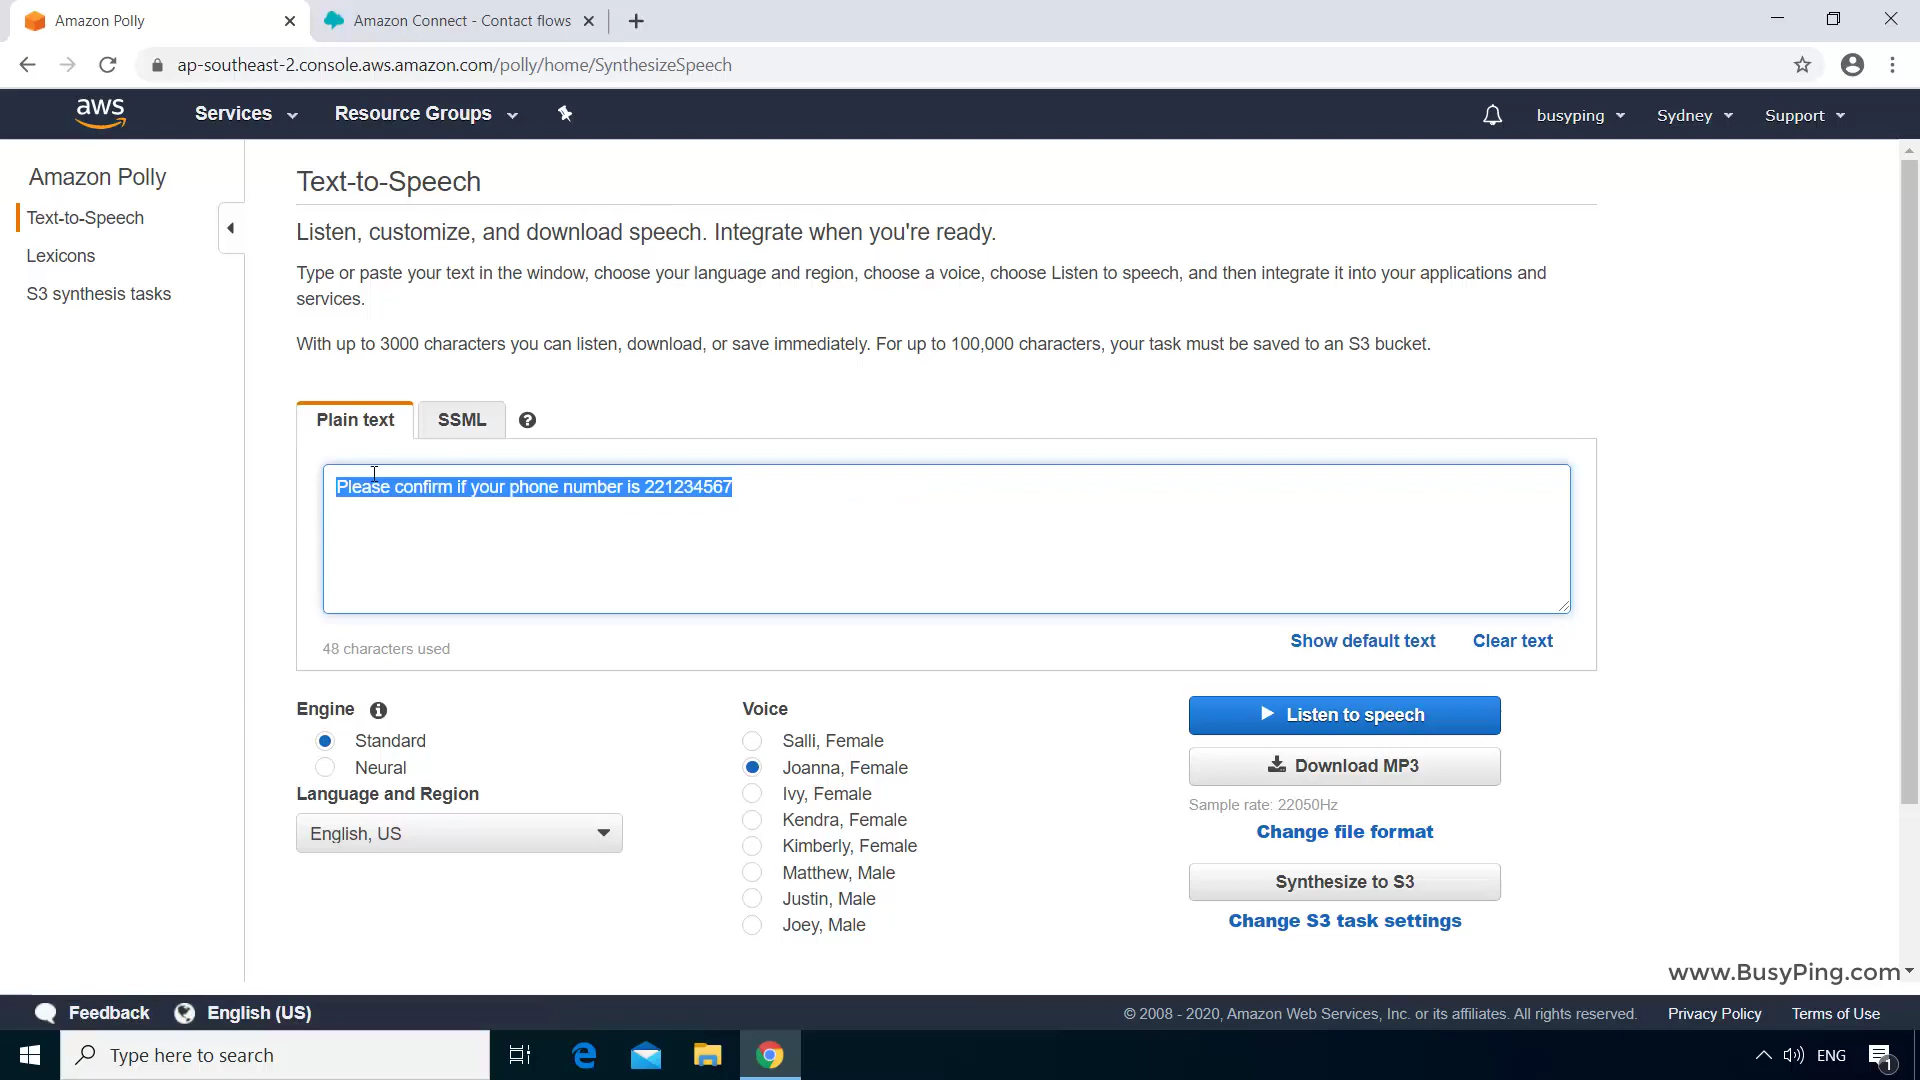 Amazon Polly
Amazon Connect - Contact flows
ap-southeast-2.console.aws.amazon.com/polly/home/SynthesizeSpeech
aws
Services
Resource Groups
busyping
Sydney
Support
Amazon Polly
Text-to-Speech
Lexicons
S3 synthesis tasks
Text-to-Speech
Listen, customize, and download speech. Integrate when you're ready.
Type or paste your text in the window, choose your language and region, choose a voice, choose Listen to speech, and then integrate it into your applications and
services.
With up to 3000 characters you can listen, download, or save immediately. For up to 100,000 characters, your task must be saved to an S3 bucket.
Plain text
SSML
Please confirm if your phone number is 221234567
48 characters used
Show default text
Clear text
Engine
Standard
Neural
Language and Region
English, US
Voice
Salli, Female
Joanna, Female
Ivy, Female
Kendra, Female
Kimberly, Female
Matthew, Male
Justin, Male
Joey, Male
Listen to speech
Download MP3
Sample rate: 22050Hz
Change file format
Synthesize to S3
Change S3 task settings
www.BusyPing.com
Feedback
English (US)
© 2008 - 2020, Amazon Web Services, Inc. or its affiliates. All rights reserved.
Privacy Policy
Terms of Use
Type here to search
ENG
1